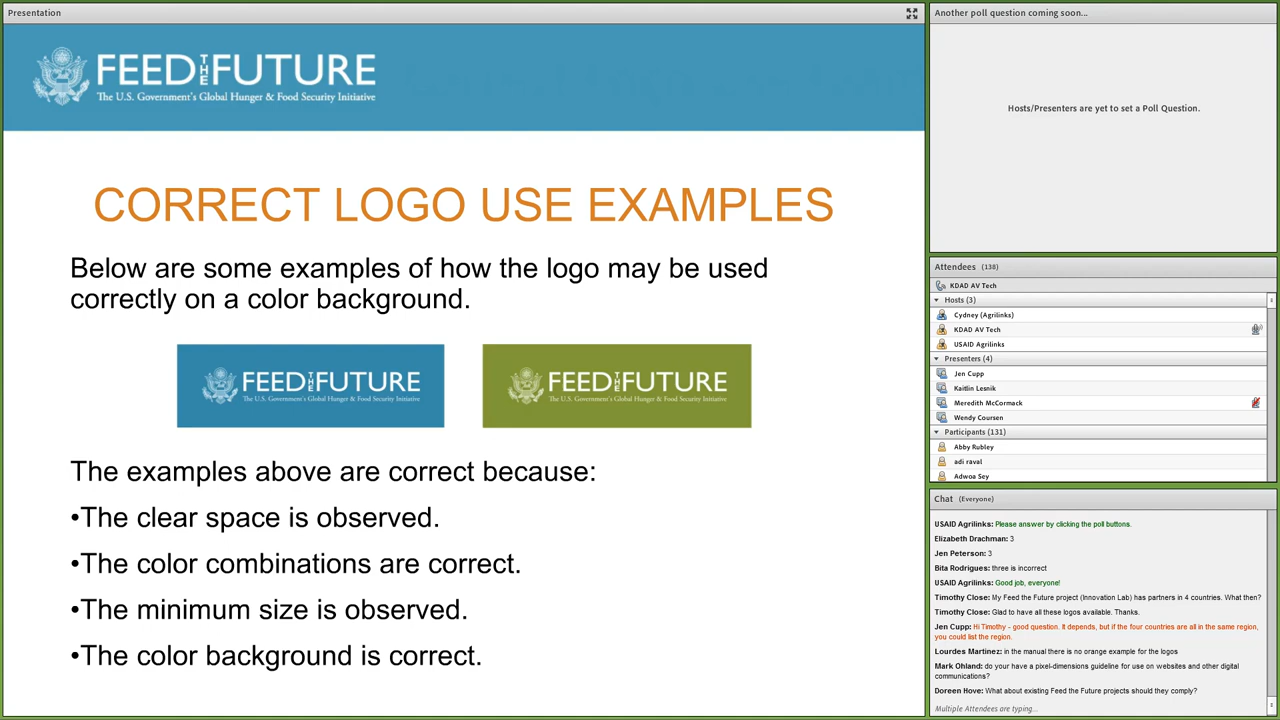 Presentation
FEED THE FUTURE
The U.S. Government's Global Hunger & Food Security Initiative
CORRECT LOGO USE EXAMPLES
Below are some examples of how the logo may be used
correctly on a color background.
FEED THE FUTURE
The U.S. Government's Global Hunger & Food Security Initiative
FEED THE FUTURE
The U.S. Government's Global Hunger & Food Security Initiative
The examples above are correct because:
•The clear space is observed.
•The color combinations are correct.
•The minimum size is observed.
•The color background is correct.
Another poll question coming soon...
Hosts/Presenters are yet to set a Poll Question.
Attendees (138)
KDAD AV Tech
Hosts (3)
Cydney (Agrilinks)
KDAD AV Tech
USAID Agrilinks
Presenters (4)
Jen Cupp
Kaitlin Lesnik
Meredith McCormack
Wendy Coursen
Participants (131)
Abby Rubley
adi raval
Adwoa Sey
Chat (Everyone)
USAID Agrilinks: Please answer by clicking the poll buttons.
Elizabeth Drachman: 3
Jen Peterson: 3
Bita Rodrigues: three is incorrect
USAID Agrilinks: Good job, everyone!
Timothy Close: My Feed the Future project (Innovation Lab) has partners in 4 countries. What then?
Timothy Close: Glad to have all these logos available. Thanks.
Jen Cupp: Hi Timothy - good question. It depends, but if the four countries are all in the same region,
you could list the region.
Lourdes Martinez: in the manual there is no orange example for the logos
Mark Ohland: do your have a pixel-dimensions guideline for use on websites and other digital
communications?
Doreen Hove: What about existing Feed the Future projects should they comply?
Multiple Attendees are typing...